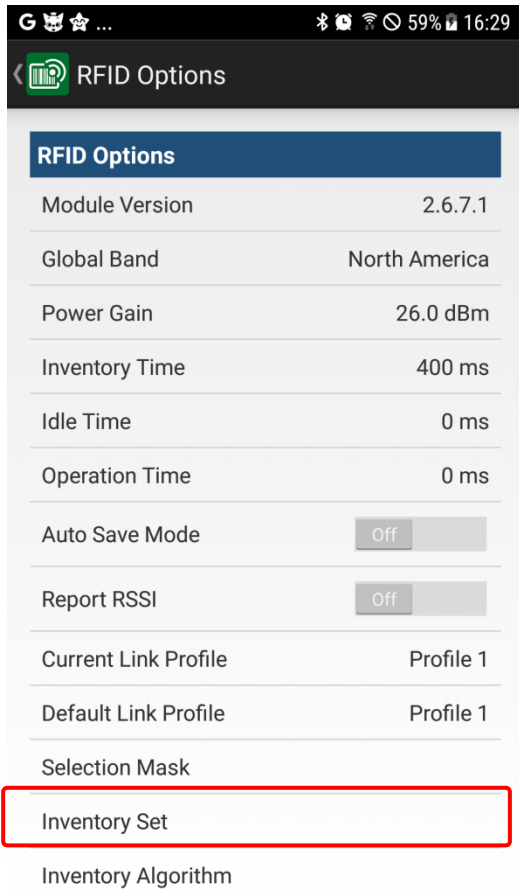 G ... 59% 16:29
RFID Options
RFID Options
Module Version 2.6.7.1
Global Band North America
Power Gain 26.0 dBm
Inventory Time 400 ms
Idle Time 0 ms
Operation Time 0 ms
Auto Save Mode Off
Report RSSI Off
Current Link Profile Profile 1
Default Link Profile Profile 1
Selection Mask
Inventory Set
Inventory Algorithm